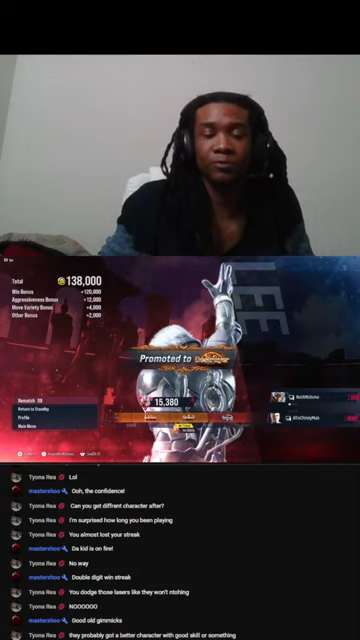 Total 138,000
Win Bonus +120,000
Aggressiveness Bonus +12,000
Move Variety Bonus +4,000
Other Bonus +2,000
LEE
Promoted to
15,380
Rematch
Return to Standby
Profile
Main Menu
Tyona Rea Lol
mastershoo Ooh, the confidence!
Tyona Rea Can you get diffrent character after?
Tyona Rea I'm surprised how long you been playing
Tyona Rea You almost lost your streak
mastershoo Da kid is on fire!
Tyona Rea No way
mastershoo Double digit win streak
Tyona Rea You dodge those lasers like they won't ntohing
Tyona Rea NOOOOOO
mastershoo Good old gimmicks
Tyona Rea they probably got a better character with good skill or something